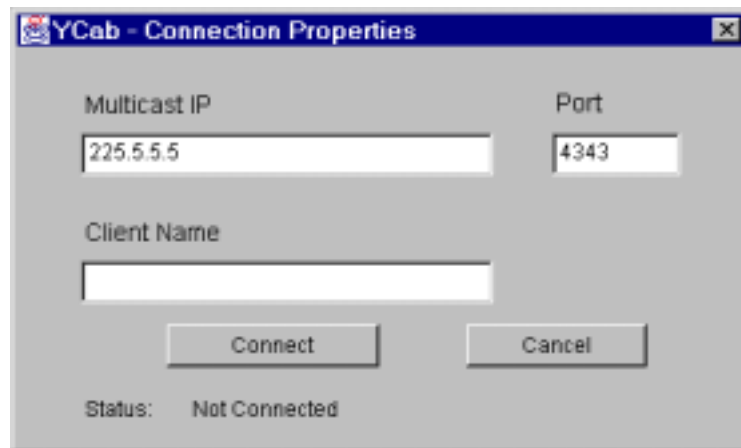 YCab - Connection Properties
Multicast IP Port
225.5.5.5 4343
Client Name
Connect Cancel
Status: Not Connected